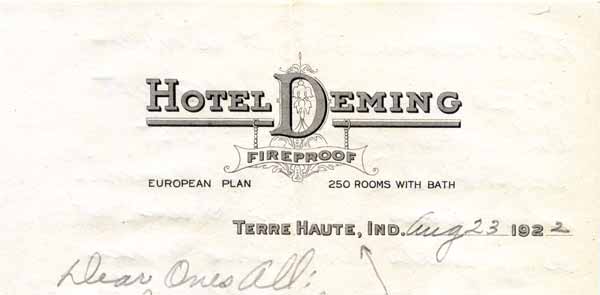 HOTEL DEMING
FIREPROOF
EUROPEAN PLAN 250 ROOMS WITH BATH
TERRE HAUTE, IND. Aug 23 1922
Dear Ones All: